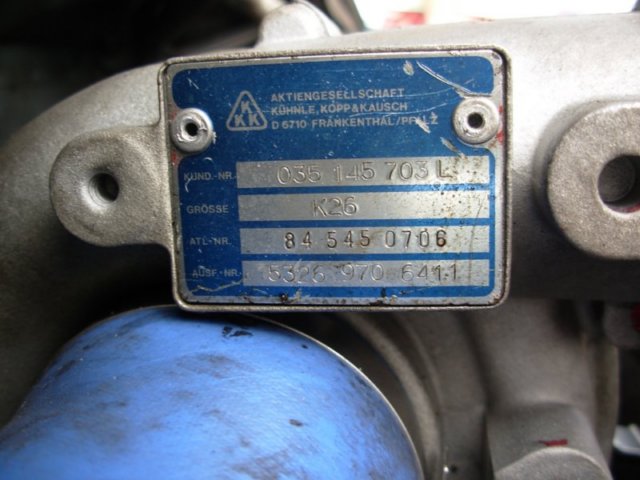 K
KK
AKTIENGESELLSCHAFT
KÜHNLE, KOPP & KAUSCH
D 6710 FRANKENTHAL/PFALZ
KUND.-NR. 035 145 703 L
GRÖSSE K26
ATL-NR. 84 545 0706
AUSF.-NR. 5326 970 6411